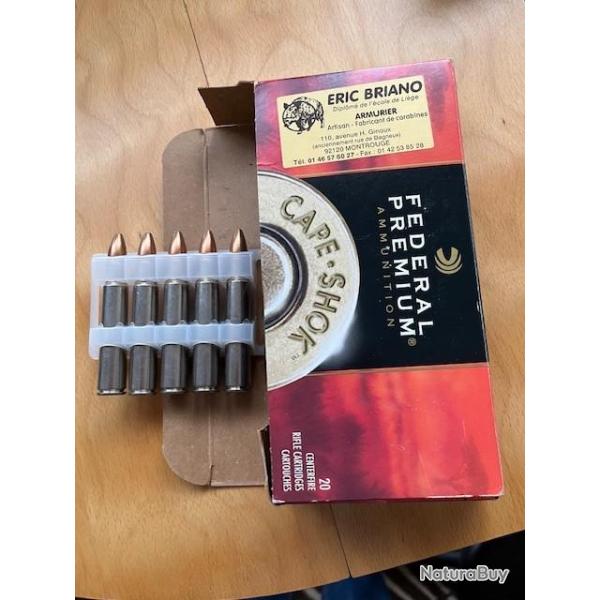 ERIC BRIANO
Diplômé de l'école de Liège
ARMURIER
Artisan - Fabricant de carabines
110, avenue H. Ginoux
(anciennement rue de Bagneux)
92120 MONTROUGE
Tél. 01 46 57 60 27 - Fax : 01 42 53 85 28
CAPE•SHOK™
FEDERAL
PREMIUM®
AMMUNITION
20
CENTERFIRE
RIFLE CARTRIDGES
CARTOUCHES
NaturaBuy